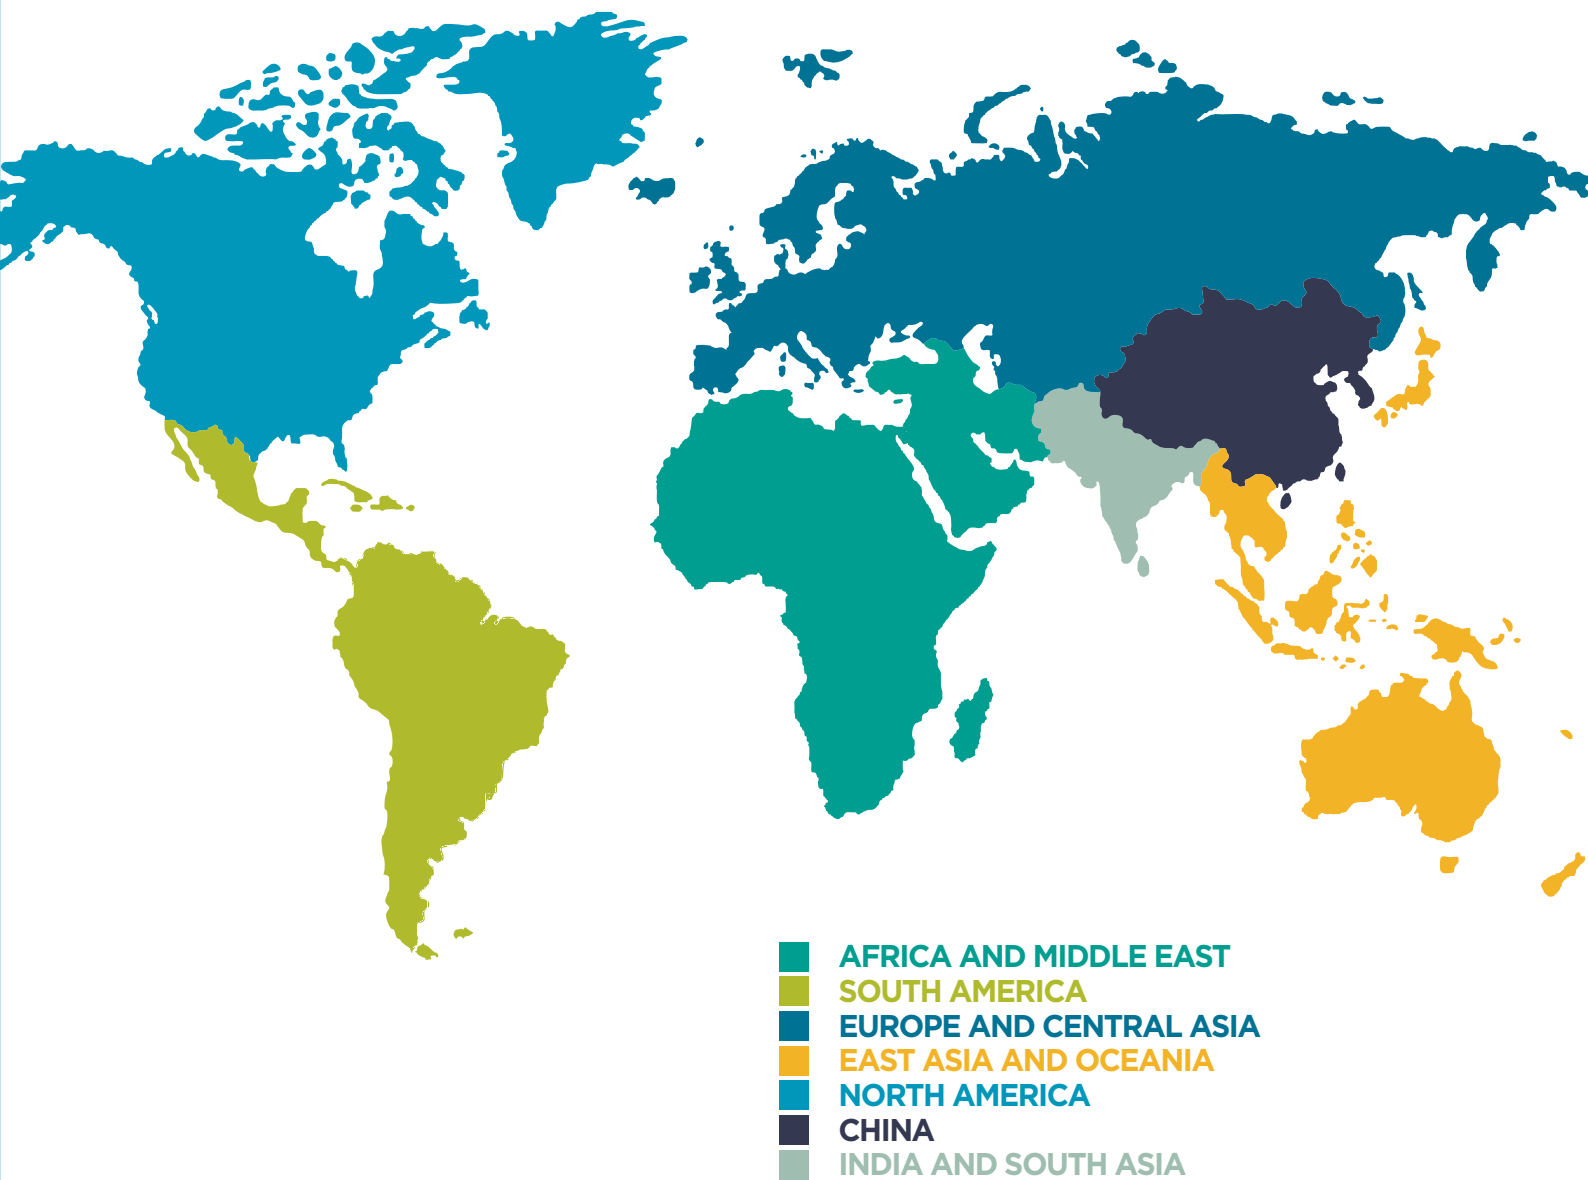 AFRICA AND MIDDLE EAST
SOUTH AMERICA
EUROPE AND CENTRAL ASIA
EAST ASIA AND OCEANIA
NORTH AMERICA
CHINA
INDIA AND SOUTH ASIA